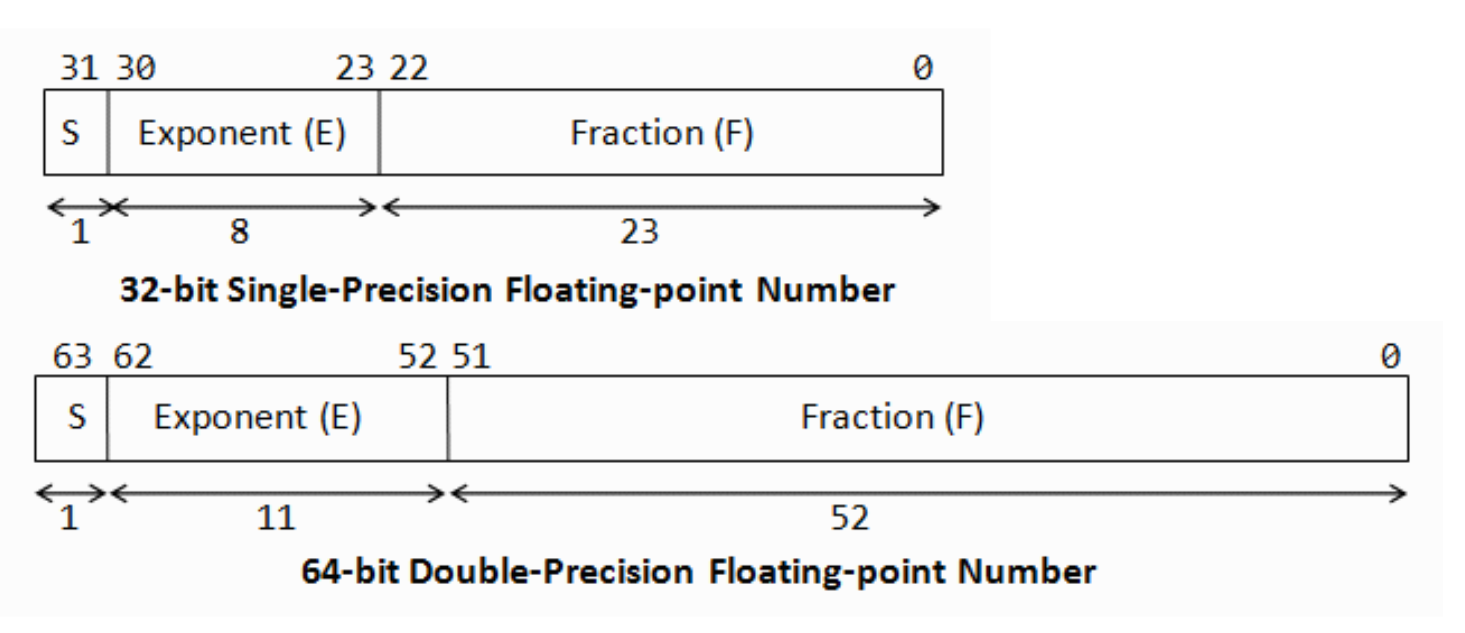 31 30 23 22 0
S Exponent (E) Fraction (F)
1 8 23
32-bit Single-Precision Floating-point Number
63 62 52 51 0
S Exponent (E) Fraction (F)
1 11 52
64-bit Double-Precision Floating-point Number